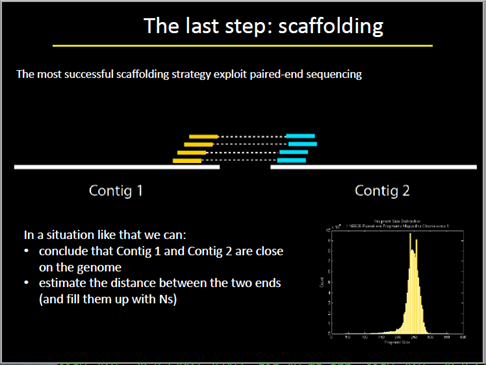 The last step: scaffolding
The most successful scaffolding strategy exploit paired-end sequencing
Contig 1
Contig 2
In a situation like that we can:
• conclude that Contig 1 and Contig 2 are close
on the genome
• estimate the distance between the two ends
(and fill them up with Ns)
Fragment Size Distribution
Count
Fragment Size